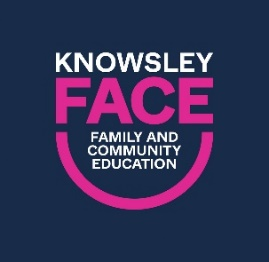 KNOWSLEY
FACE
FAMILY AND
COMMUNITY
EDUCATION